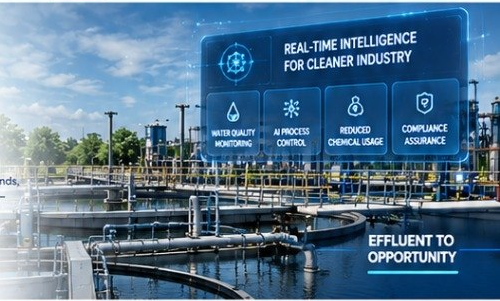 REAL-TIME INTELLIGENCE
FOR CLEANER INDUSTRY
WATER QUALITY
MONITORING
AI PROCESS
CONTROL
REDUCED
CHEMICAL USAGE
COMPLIANCE
ASSURANCE
nds,
EFFLUENT TO
OPPORTUNITY